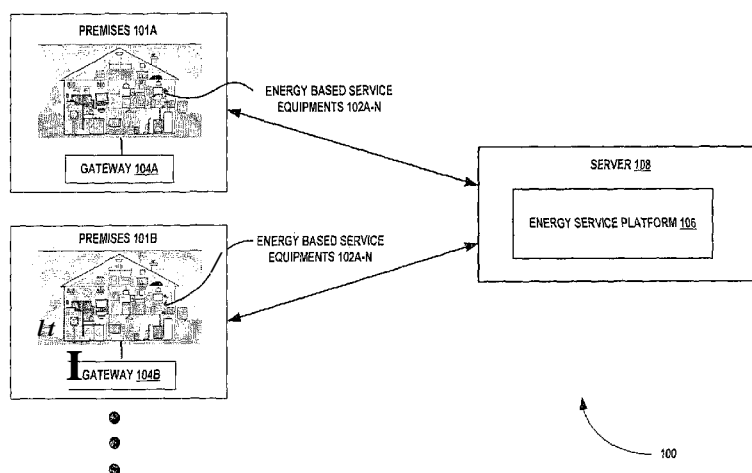 PREMISES 101A
ENERGY BASED SERVICE
EQUIPMENTS 102A-N
GATEWAY 104A
SERVER 108
ENERGY SERVICE PLATFORM 106
PREMISES 101B
ENERGY BASED SERVICE
EQUIPMENTS 102A-N
lt
I
GATEWAY 104B
100